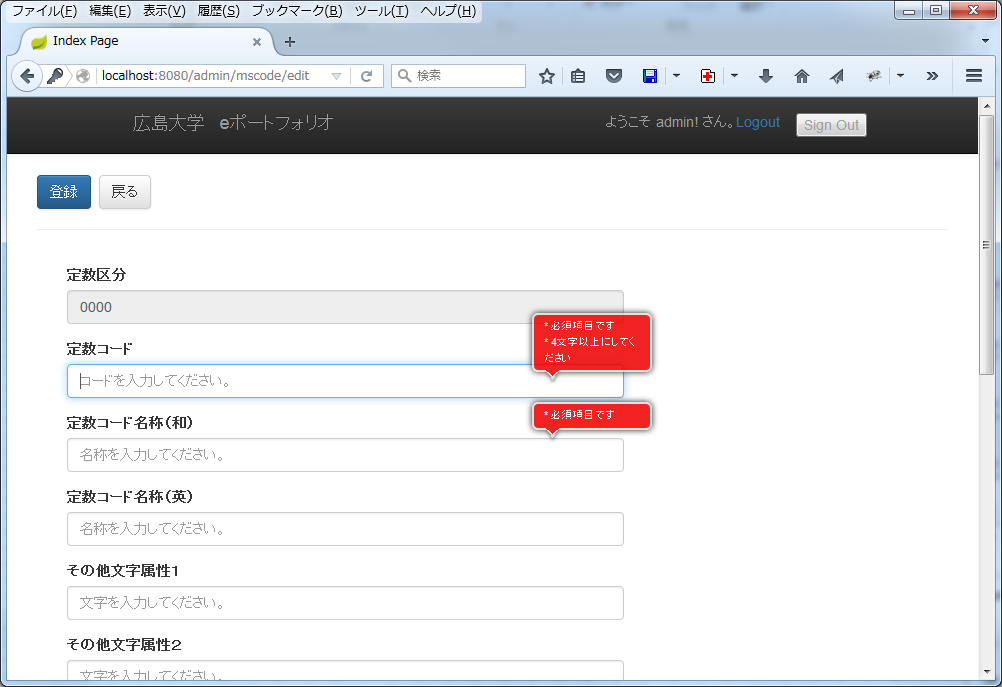 ファイル(F) 編集(E) 表示(V) 履歴(S) ブックマーク(B) ツール(T) ヘルプ(H)
Index Page
localhost:8080/admin/mscode/edit
検索
広島大学 eポートフォリオ
ようこそ admin! さん。Logout
Sign Out
登録
戻る
定数区分
0000
* 必須項目です
* 4文字以上にしてく
ださい
定数コード
コードを入力してください。
* 必須項目です
定数コード名称(和)
名称を入力してください。
定数コード名称(英)
名称を入力してください。
その他文字属性1
文字を入力してください。
その他文字属性2
文字を入力してください。